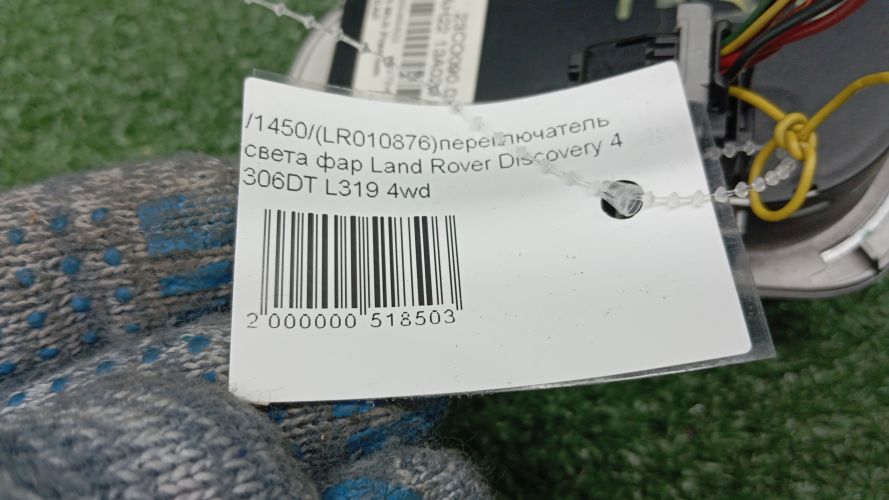 /1450/(LR010876)переключатель
света фар Land Rover Discovery 4
306DT L319 4wd
2 000000 518503